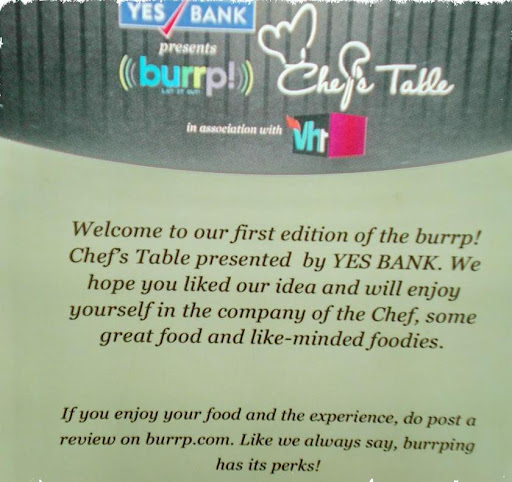 YES BANK
presents
burrp!
LET IT OUT!
Chef's Table
in association with
vh1
Welcome to our first edition of the burrp!
Chef's Table presented by YES BANK. We
hope you liked our idea and will enjoy
yourself in the company of the Chef, some
great food and like-minded foodies.
If you enjoy your food and the experience, do post a
review on burrp.com. Like we always say, burrping
has its perks!